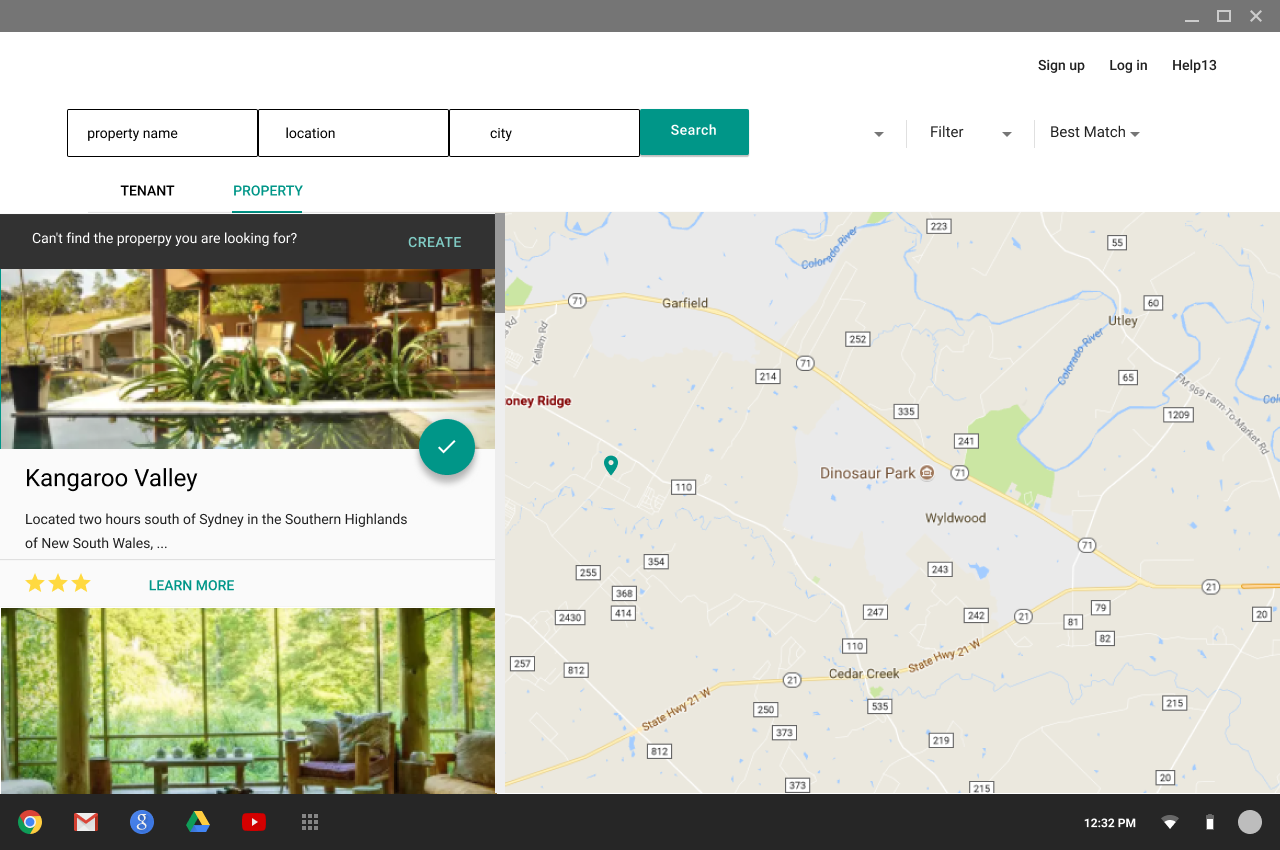 Sign up Log in Help13
property name location city Search Filter Best Match
TENANT PROPERTY
Can't find the properpy you are looking for? CREATE
Kangaroo Valley
Located two hours south of Sydney in the Southern Highlands
of New South Wales, ...
LEARN MORE
223
Colorado River
55
71
Garfield
60
Utley
Rd
Kellam Rd
252
Colorado River
71
214
65
FM 969 Farm To-Market Rd
Col
oney Ridge
335
1209
241
Dinosaur Park
71
110
Wyldwood
71
354
255
243
21
368
414
2430
247
242
21
79
81
20
82
110
257
812
State Hwy 21 W
Cedar Creek
21
State Hwy 21 W
535
250
215
373
219
812
20
373
215
g
12:32 PM